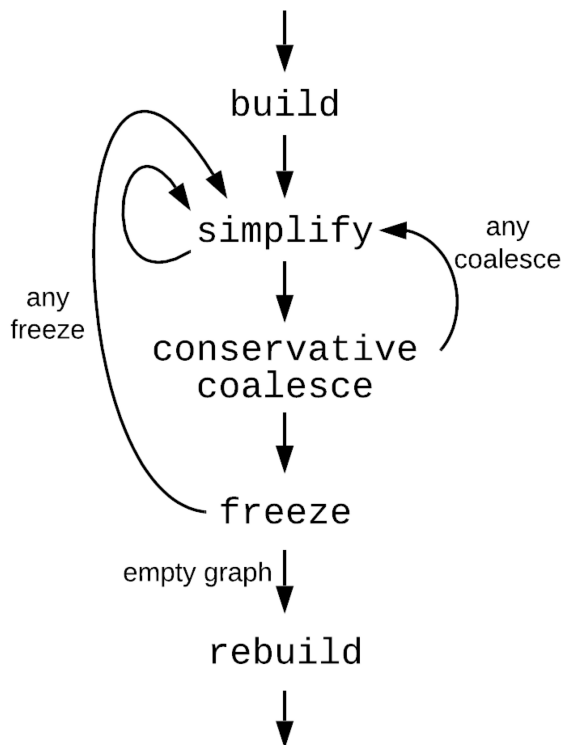 build
simplify
any
coalesce
any
freeze
conservative
coalesce
freeze
empty graph
rebuild